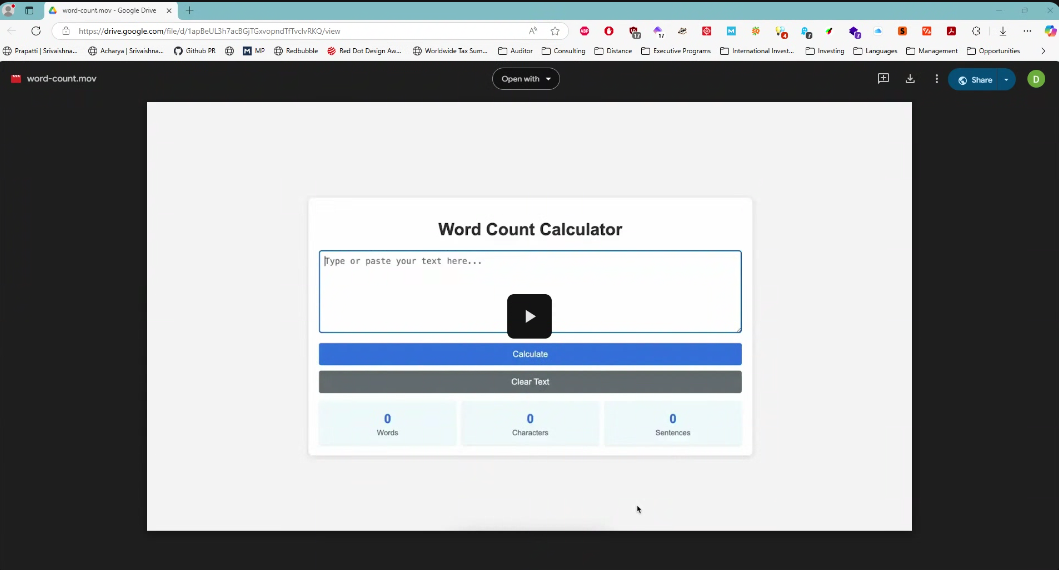 word-count.mov - Google Drive
https://drive.google.com/file/d/1apBeUL3h7acBGjTGxvopndTfTvclvRKQ/view
Prapatti | Srivaishna... Acharya | Srivaishna... Github PR MP Redbubble Red Dot Design Aw... Worldwide Tax Sum... Auditor Consulting Distance Executive Programs International Invest... Investing Languages Management Opportunities
word-count.mov Open with Share D
Word Count Calculator
Type or paste your text here...
Calculate
Clear Text
0 0 0
Words Characters Sentences